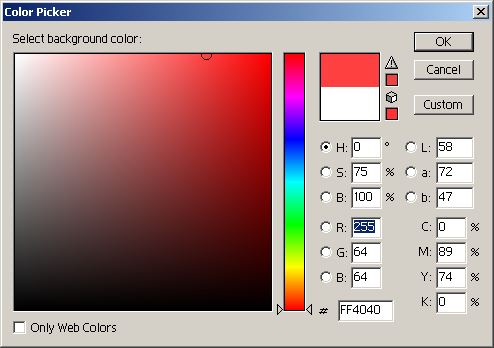 Color Picker
Select background color:
OK
Cancel
Custom
H: 0 °
S: 75 %
B: 100 %
R: 255
G: 64
B: 64
L: 58
a: 72
b: 47
C: 0 %
M: 89 %
Y: 74 %
K: 0 %
# FF4040
Only Web Colors